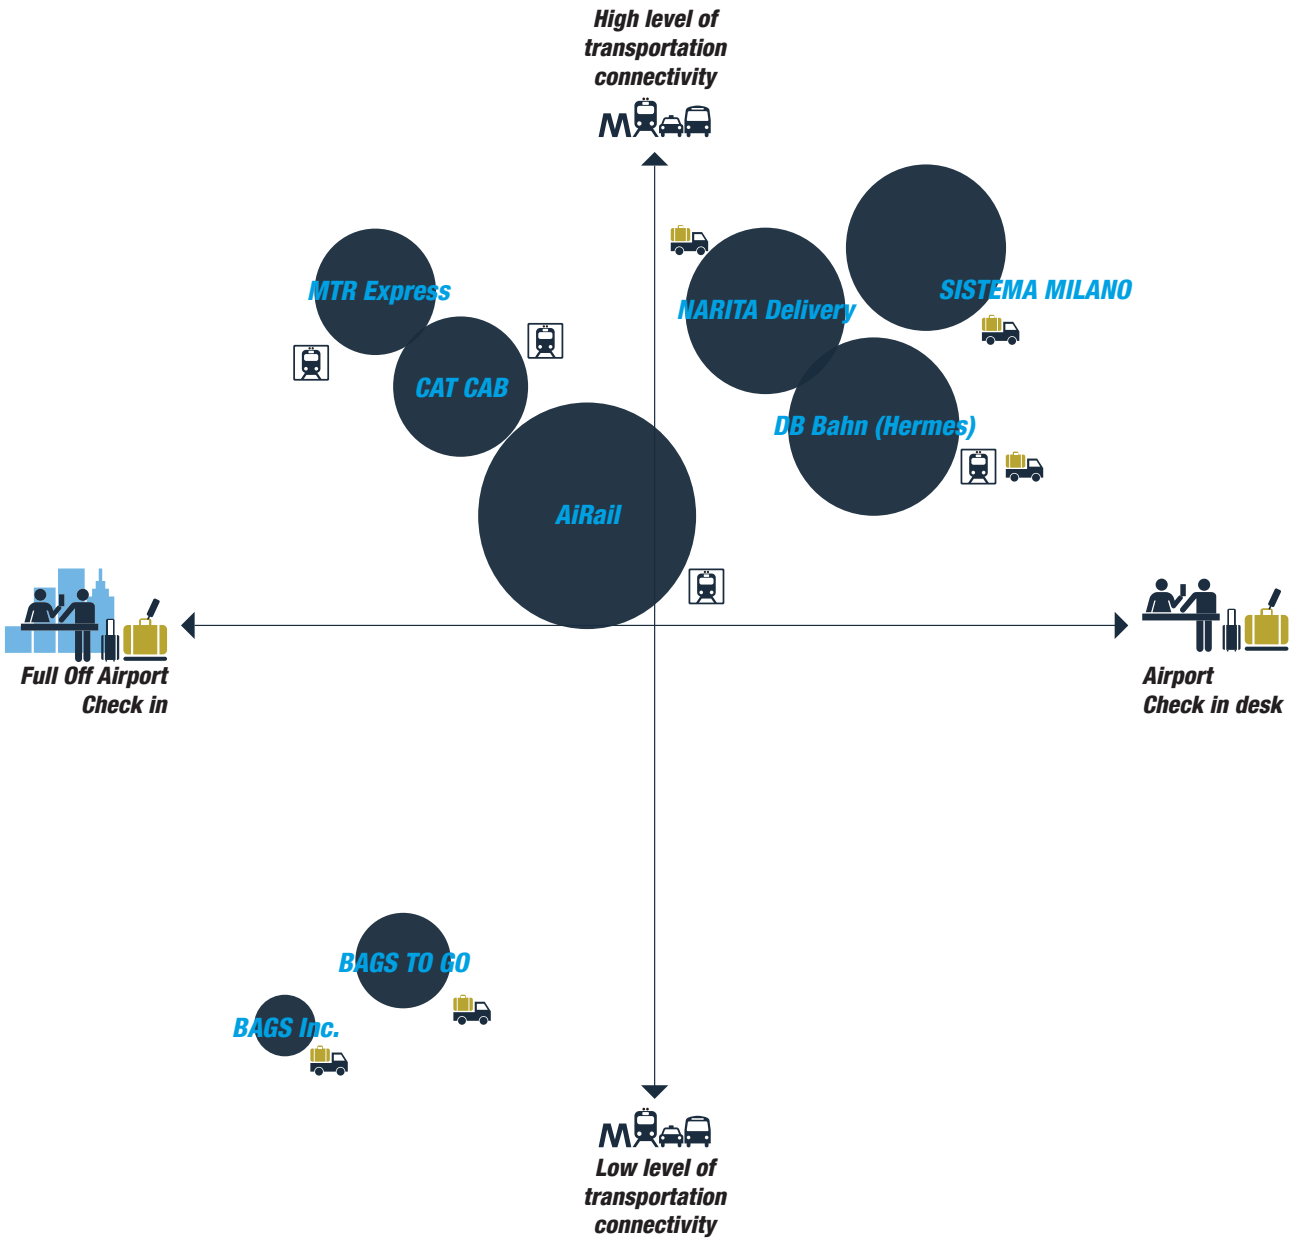 High level of
transportation
connectivity
M
MTR Express
SISTEMA MILANO
NARITA Delivery
CAT CAB
DB Bahn (Hermes)
AiRail
Full Off Airport
Check in
Airport
Check in desk
BAGS TO GO
BAGS Inc.
M
Low level of
transportation
connectivity